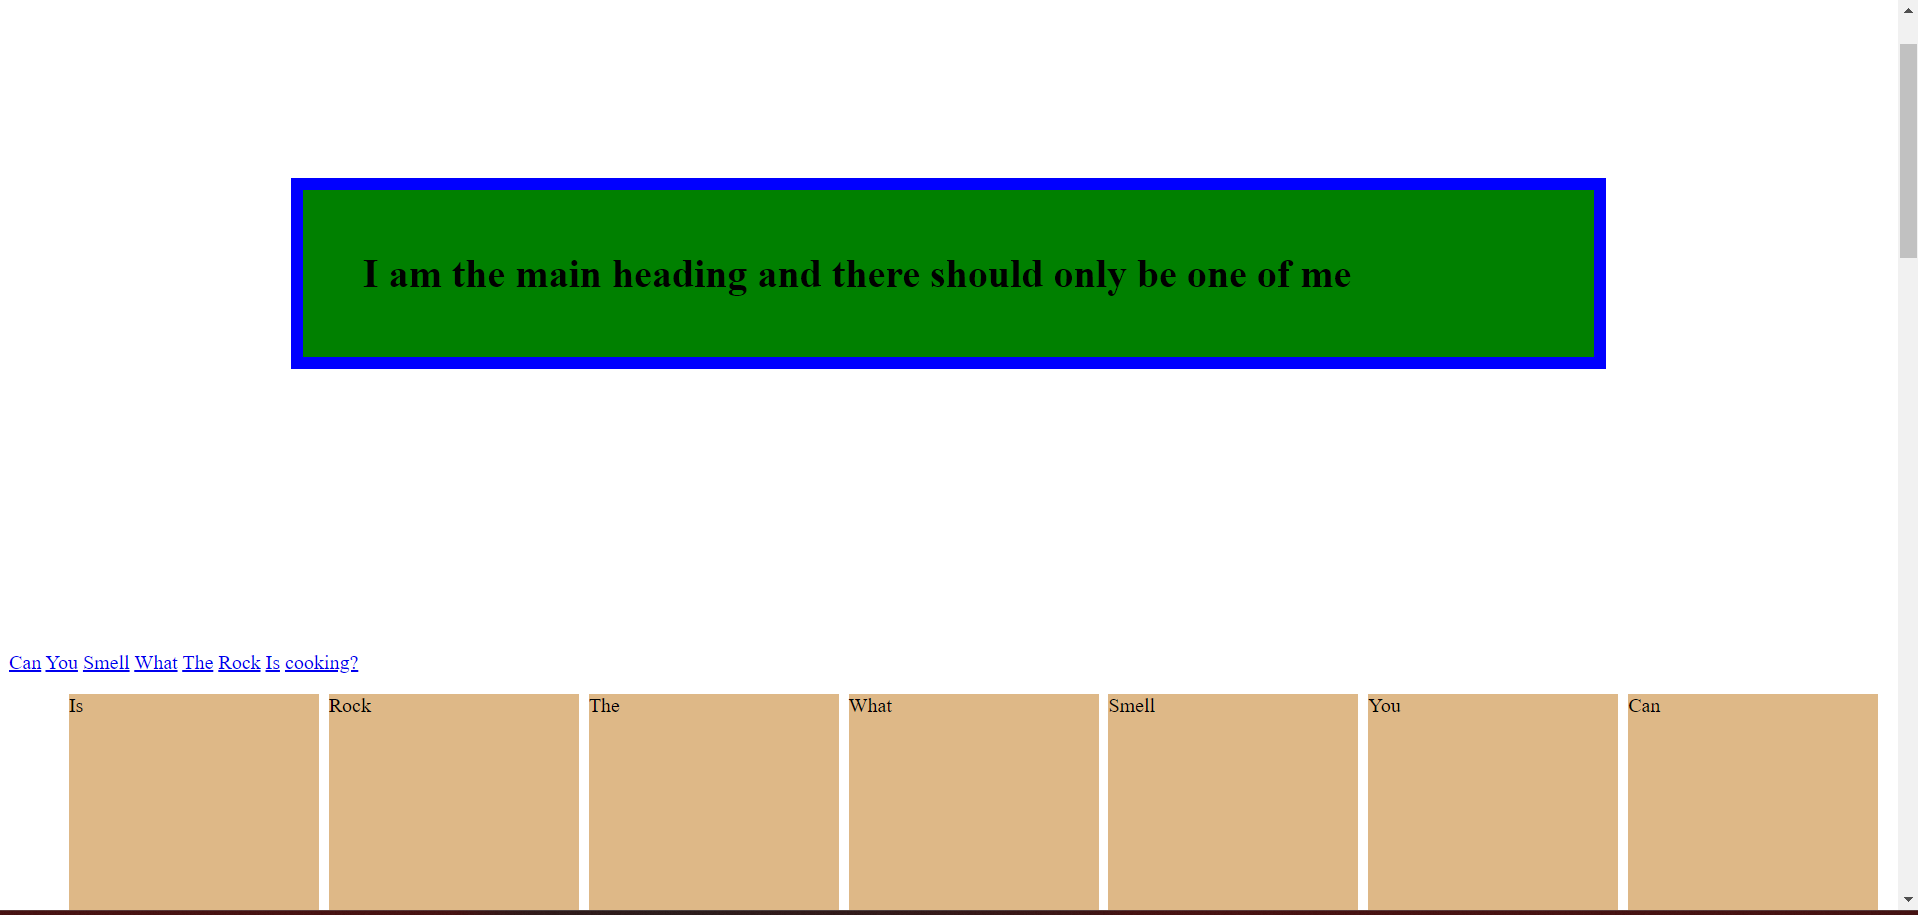 I am the main heading and there should only be one of me
Can You Smell What The Rock Is cooking?
Is Rock The What Smell You Can